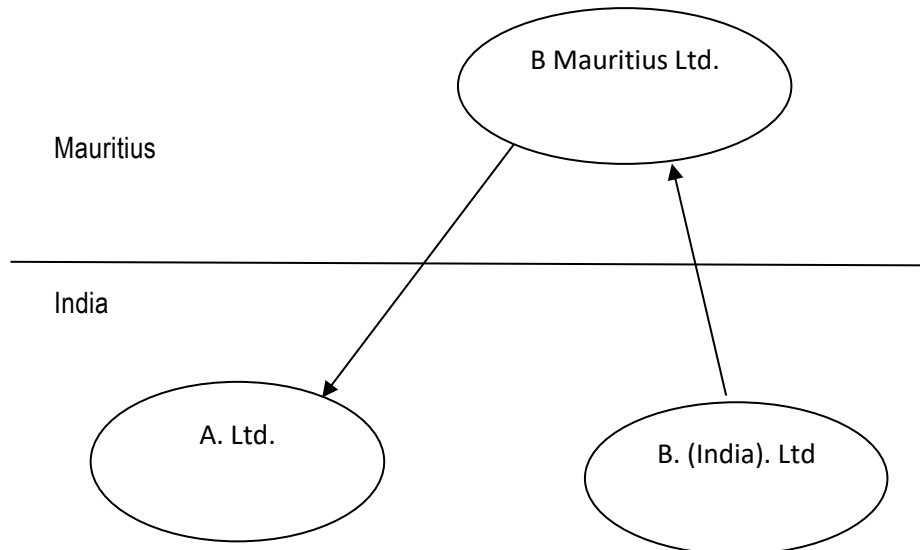 B Mauritius Ltd.
Mauritius
India
A. Ltd.
B. (India). Ltd